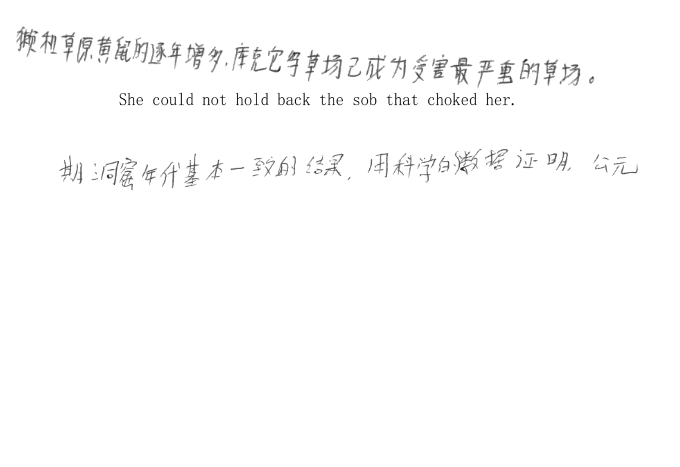 獭和草原黄鼠的逐年增多，库克它等草场已成为受害最严重的草场。
She could not hold back the sob that choked her.
期洞窟年代基本一致的结果，用科学的数据证明，公元